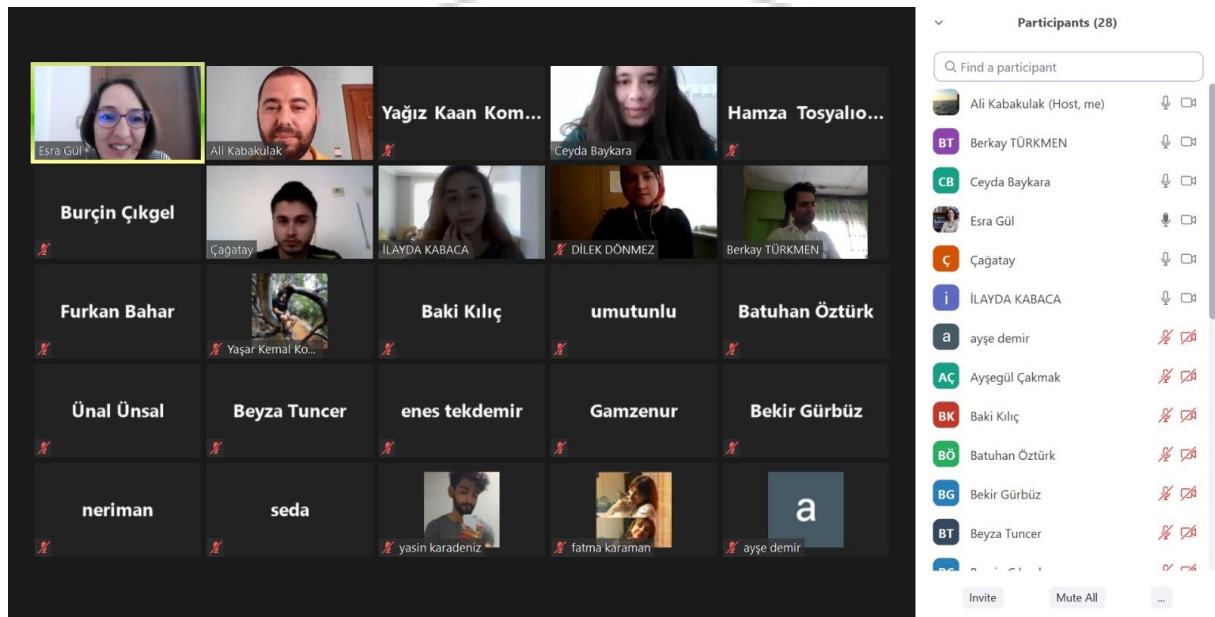 Esra Gül
Ali Kabakulak
Yağız Kaan Kom...
Ceyda Baykara
Hamza Tosyalıo...
Burçin Çıkgel
Çağatay
İLAYDA KABACA
DİLEK DÖNMEZ
Berkay TÜRKMEN
Furkan Bahar
Yaşar Kemal Ko...
Baki Kılıç
umutunlu
Batuhan Öztürk
Ünal Ünsal
Beyza Tuncer
enes tekdemir
Gamzenur
Bekir Gürbüz
neriman
seda
yasin karadeniz
fatma karaman
a
ayşe demir
Participants (28)
Find a participant
Ali Kabakulak (Host, me)
BT Berkay TÜRKMEN
CB Ceyda Baykara
Esra Gül
Ç Çağatay
i İLAYDA KABACA
a ayşe demir
AÇ Ayşegül Çakmak
BK Baki Kılıç
BÖ Batuhan Öztürk
BG Bekir Gürbüz
BT Beyza Tuncer
Invite Mute All ...